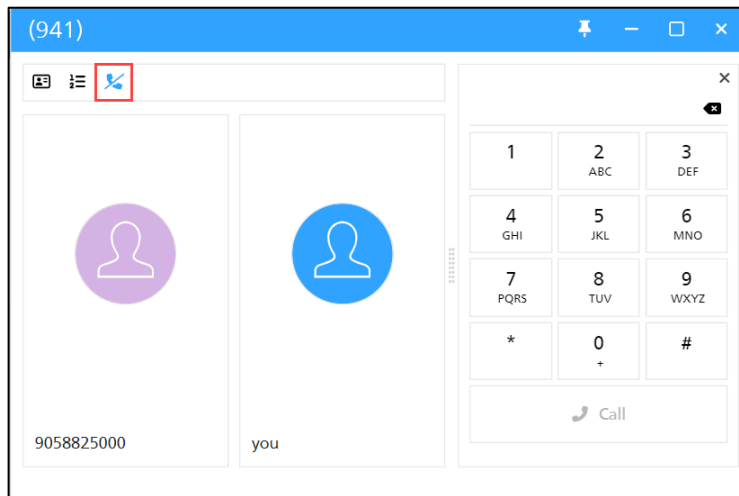 (941)
1
2
ABC
3
DEF
4
GHI
5
JKL
6
MNO
7
PQRS
8
TUV
9
WXYZ
*
0
+
#
Call
9058825000
you